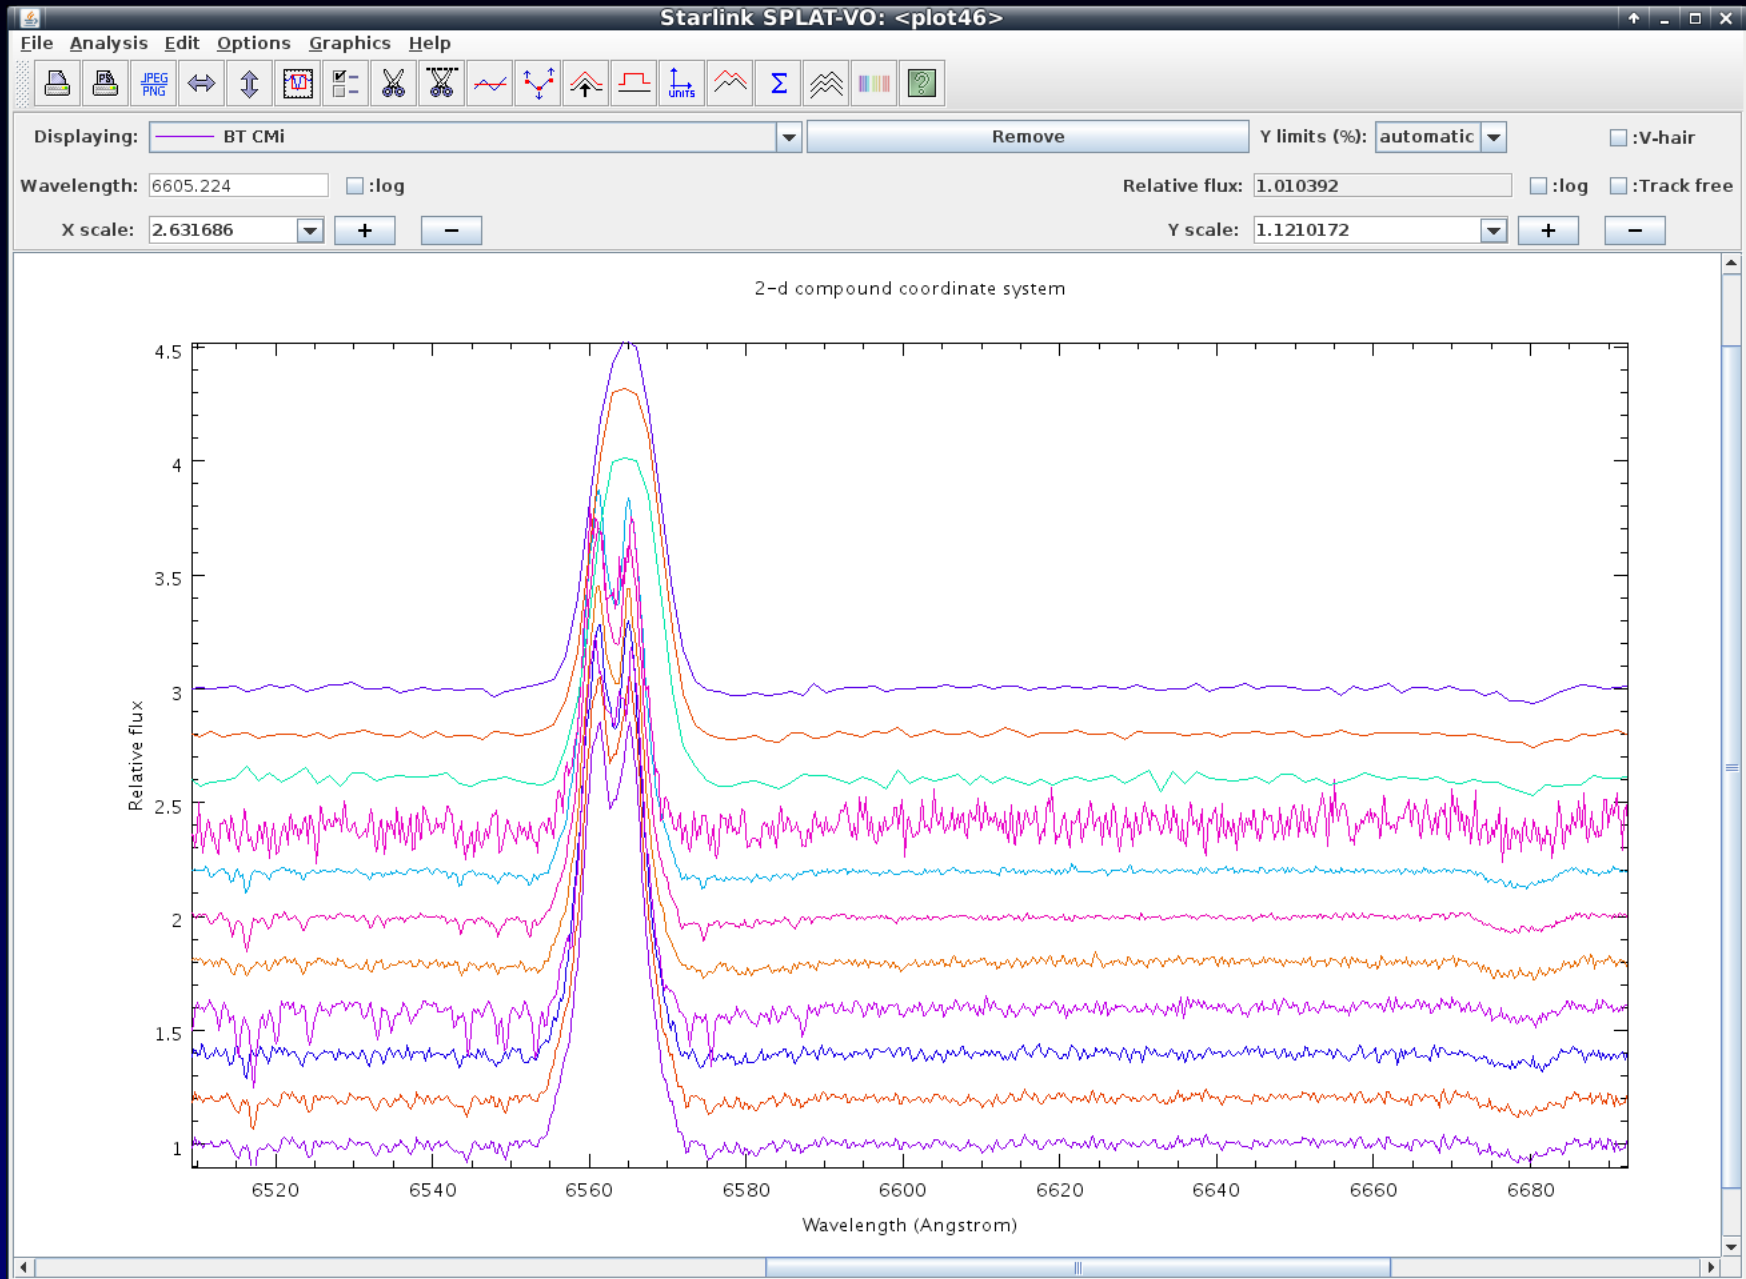 Starlink SPLAT-VO: <plot46>
File Analysis Edit Options Graphics Help
PS JPEG PNG UNITS Σ ?
Displaying: BT CMi Remove Y limits (%): automatic :V-hair
Wavelength: 6605.224 :log Relative flux: 1.010392 :log :Track free
X scale: 2.631686 + − Y scale: 1.1210172 + −
2-d compound coordinate system
4.5
4
3.5
3
2.5
2
1.5
1
Relative flux
6520 6540 6560 6580 6600 6620 6640 6660 6680
Wavelength (Angstrom)